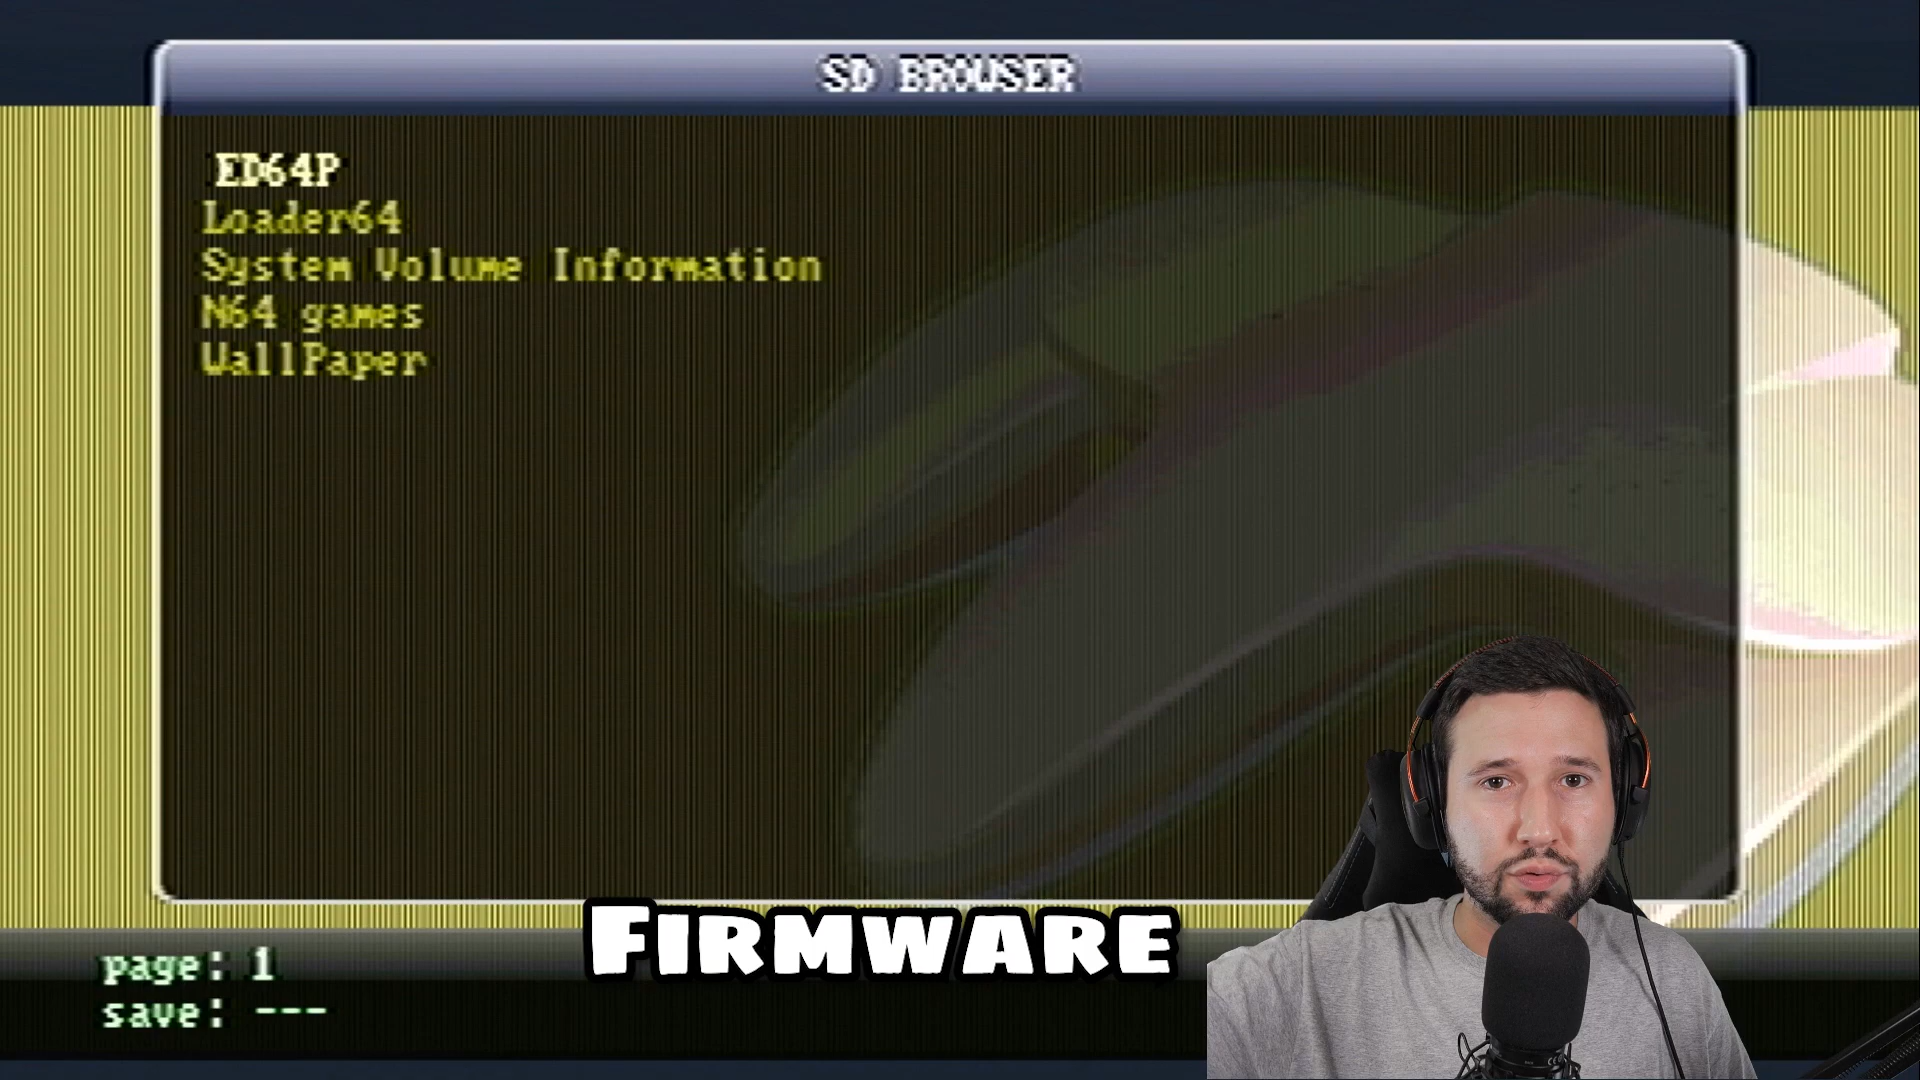 SD BROWSER
ED64P
Loader64
System Volume Information
N64 games
WallPaper
FIRMWARE
page: 1
save: ---